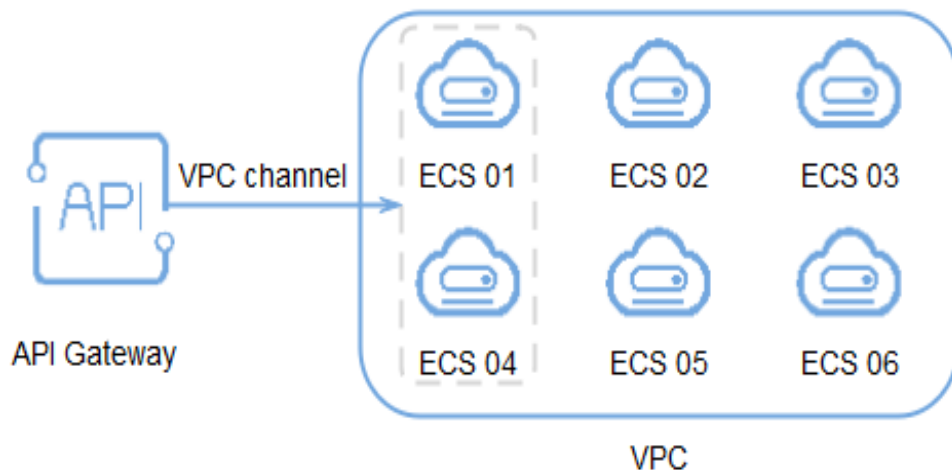 API
VPC channel
API Gateway
ECS 01
ECS 02
ECS 03
ECS 04
ECS 05
ECS 06
VPC